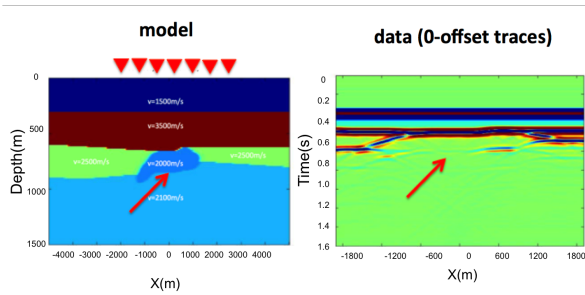 model
data (0-offset traces)
0
500
1000
1500
Depth(m)
v=1500m/s
v=3500m/s
v=2500m/s
v=2000m/s
v=2500m/s
v=2100m/s
-4000 -3000 -2000 -1000 0 1000 2000 3000 4000
X(m)
0
0.2
0.4
0.6
0.8
1.0
1.2
1.4
1.6
Time(s)
-1800 -1200 -600 0 600 1200 1800
X(m)